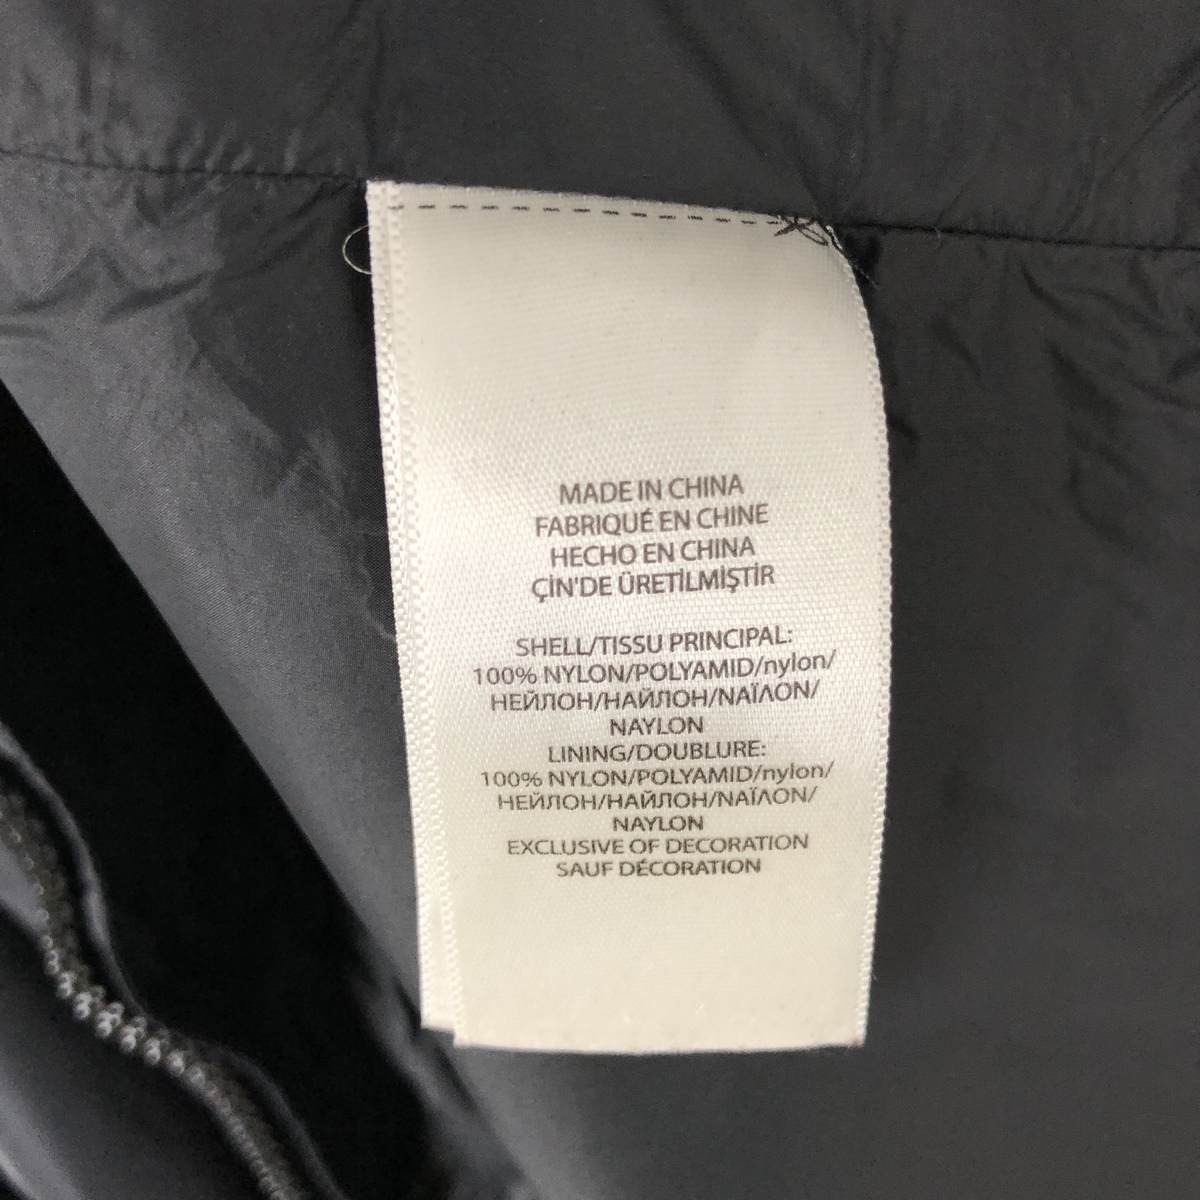 MADE IN CHINA
FABRIQUÉ EN CHINE
HECHO EN CHINA
ÇİN'DE ÜRETİLMİŞTİR
SHELL/TISSU PRINCIPAL:
100% NYLON/POLYAMID/nylon/
НЕЙЛОН/НАЙЛОН/ΝΑΪΛΟΝ/
NAYLON
LINING/DOUBLURE:
100% NYLON/POLYAMID/nylon/
НЕЙЛОН/НАЙЛОН/ΝΑΪΛΟΝ/
NAYLON
EXCLUSIVE OF DECORATION
SAUF DÉCORATION